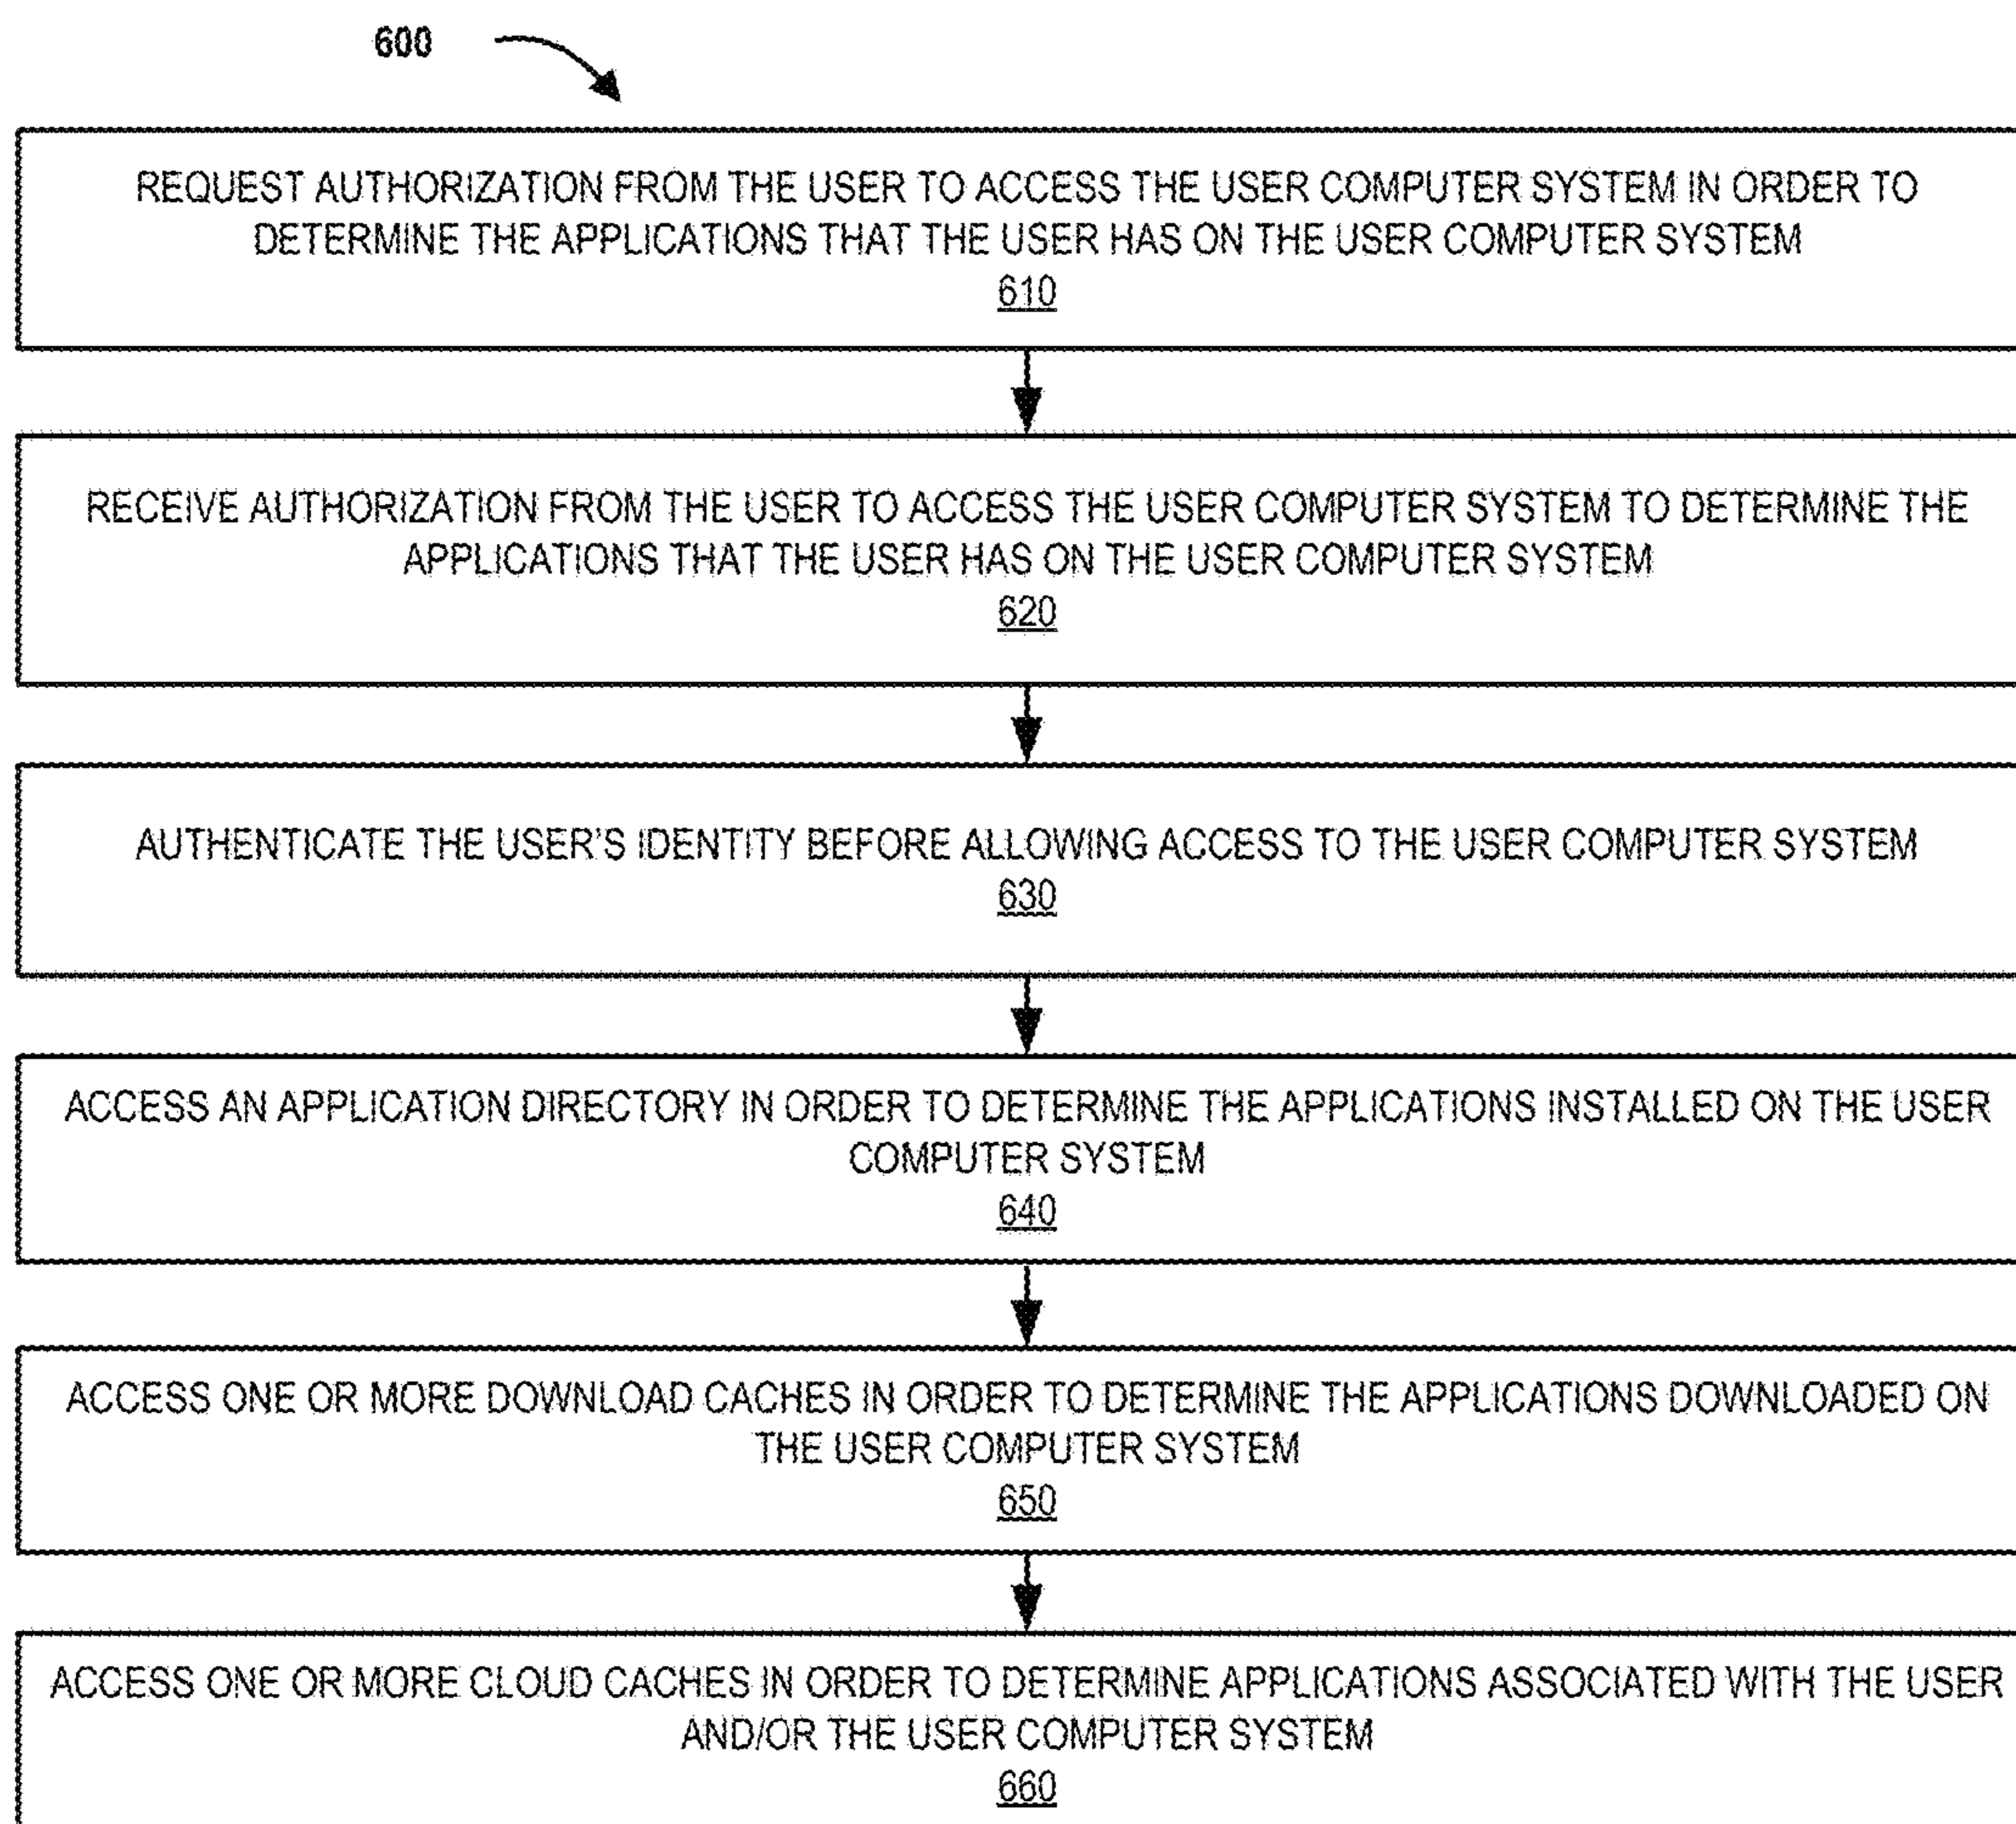 600
REQUEST AUTHORIZATION FROM THE USER TO ACCESS THE USER COMPUTER SYSTEM IN ORDER TO
DETERMINE THE APPLICATIONS THAT THE USER HAS ON THE USER COMPUTER SYSTEM
610
RECEIVE AUTHORIZATION FROM THE USER TO ACCESS THE USER COMPUTER SYSTEM TO DETERMINE THE
APPLICATIONS THAT THE USER HAS ON THE USER COMPUTER SYSTEM
620
AUTHENTICATE THE USER'S IDENTITY BEFORE ALLOWING ACCESS TO THE USER COMPUTER SYSTEM
630
ACCESS AN APPLICATION DIRECTORY IN ORDER TO DETERMINE THE APPLICATIONS INSTALLED ON THE USER
COMPUTER SYSTEM
640
ACCESS ONE OR MORE DOWNLOAD CACHES IN ORDER TO DETERMINE THE APPLICATIONS DOWNLOADED ON
THE USER COMPUTER SYSTEM
650
ACCESS ONE OR MORE CLOUD CACHES IN ORDER TO DETERMINE APPLICATIONS ASSOCIATED WITH THE USER
AND/OR THE USER COMPUTER SYSTEM
660